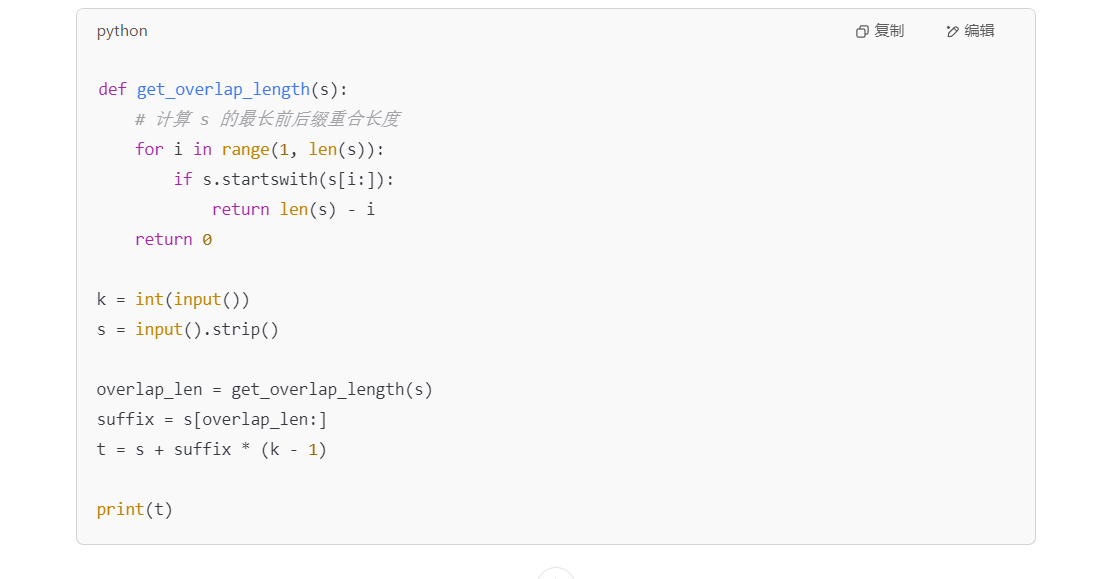 python
复制
编辑
def get_overlap_length(s):
    # 计算 s 的最长前后缀重合长度
    for i in range(1, len(s)):
        if s.startswith(s[i:]):
            return len(s) - i
    return 0
k = int(input())
s = input().strip()
overlap_len = get_overlap_length(s)
suffix = s[overlap_len:]
t = s + suffix * (k - 1)
print(t)